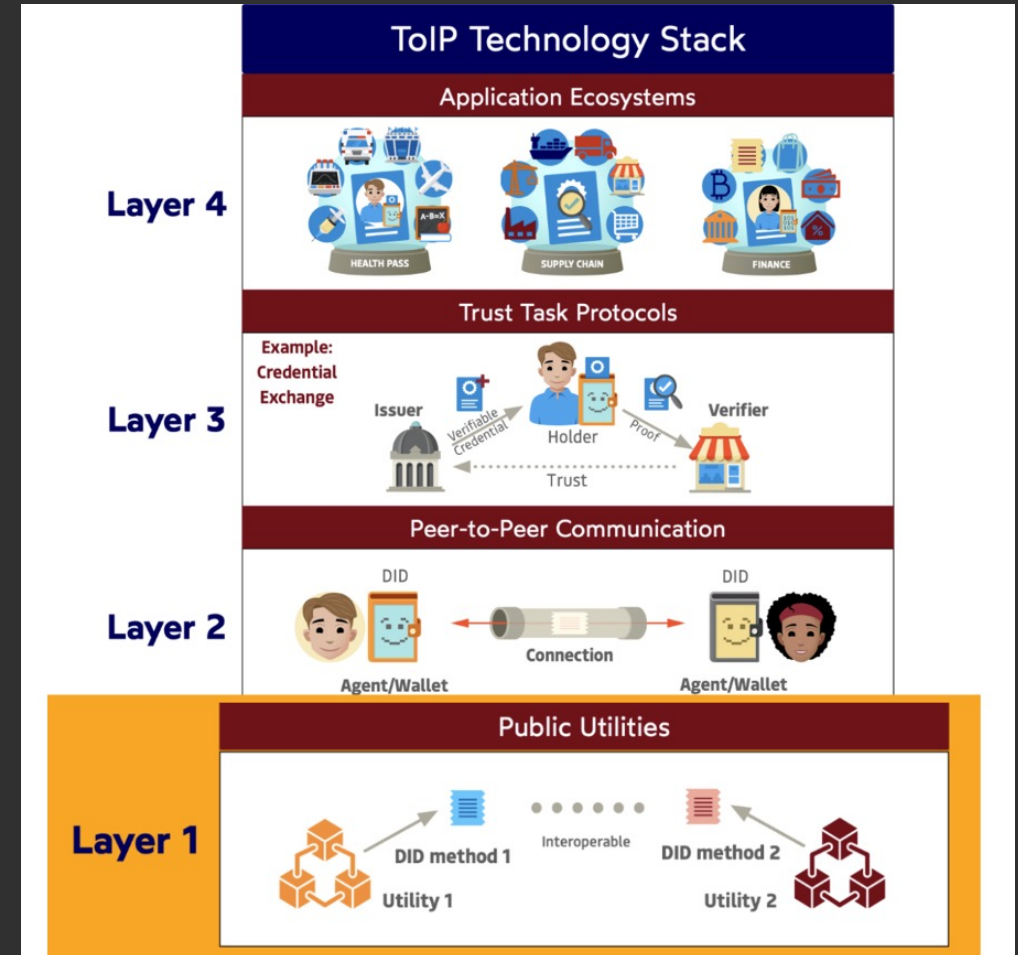 ToIP Technology Stack
Application Ecosystems
Layer 4
A-B=X
%
HEALTH PASS
SUPPLY CHAIN
FINANCE
Trust Task Protocols
Example:
Credential
Exchange
Layer 3
Issuer
Verifiable
Credential
Holder
Proof
Verifier
Trust
Peer-to-Peer Communication
Layer 2
DID
DID
Connection
Agent/Wallet
Agent/Wallet
Public Utilities
Layer 1
Interoperable
DID method 1
DID method 2
Utility 1
Utility 2